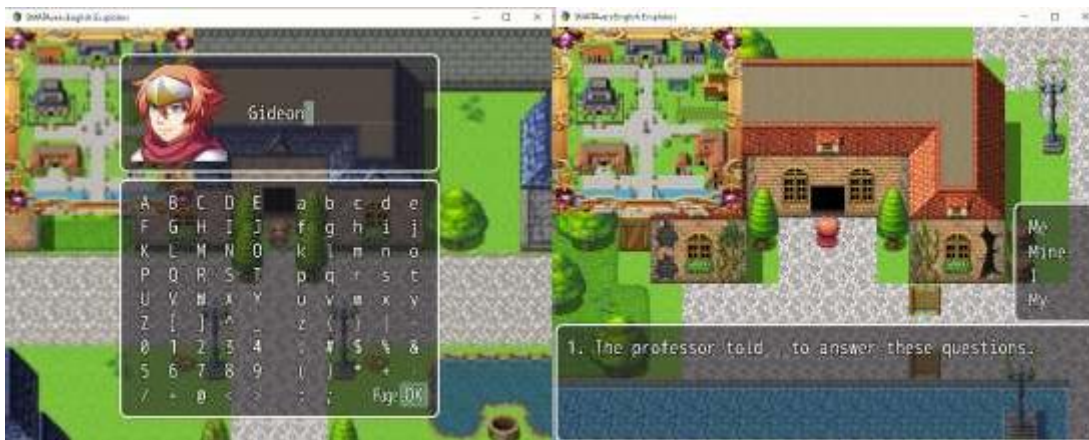 Gideon
A B C D E a b c d e
F G H I J f g h i j
K L M N O k l m n o
P Q R S T p q r s t
U V W X Y u v w x y
Z [ ] ^ _ z { } |
0 1 2 3 4 # $ % &
5 6 7 8 9 ( ) * +
/ @ < > : ; Page OK
Me
Mine
I
My
1. The professor told , to answer these questions.